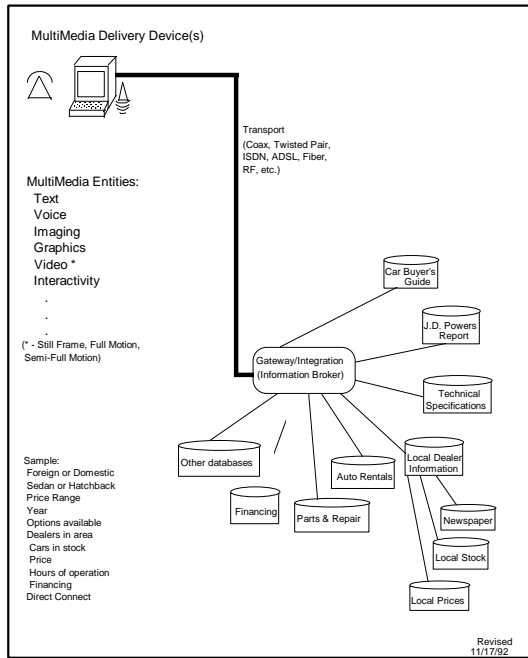 MultiMedia Delivery Device(s)
Transport
(Coax, Twisted Pair,
ISDN, ADSL, Fiber,
RF, etc.)
MultiMedia Entities:
Text
Voice
Imaging
Graphics
Video *
Interactivity
.
.
.
(* - Still Frame, Full Motion,
Semi-Full Motion)
Car Buyer's
Guide
J.D. Powers
Report
Gateway/Integration
(Information Broker)
Technical
Specifications
Other databases
Auto Rentals
Local Dealer
Information
Financing
Parts & Repair
Newspaper
Local Stock
Local Prices
Sample:
Foreign or Domestic
Sedan or Hatchback
Price Range
Year
Options available
Dealers in area
Cars in stock
Price
Hours of operation
Financing
Direct Connect
Revised
11/17/92